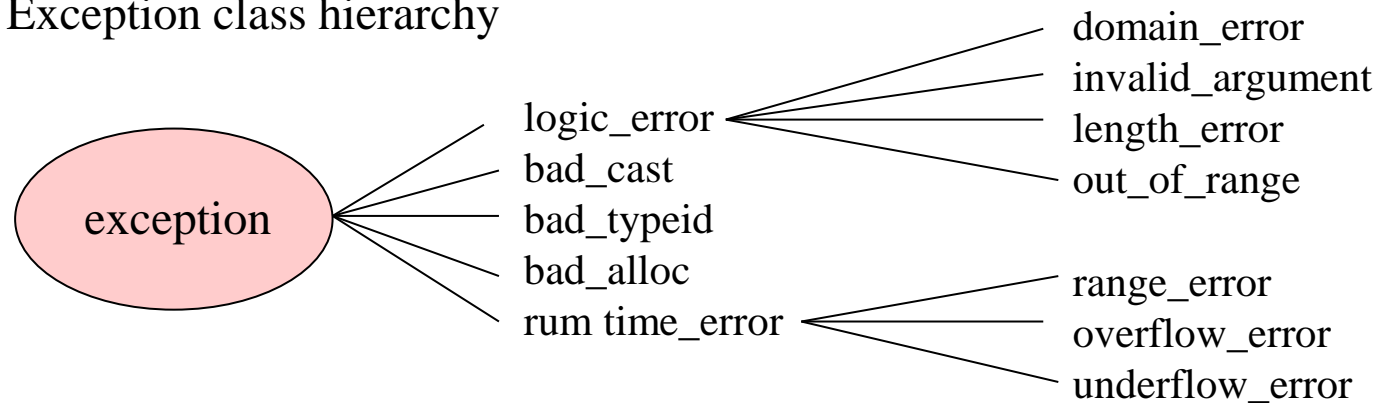 Exception class hierarchy
exception
logic_error
bad_cast
bad_typeid
bad_alloc
rum time_error
domain_error
invalid_argument
length_error
out_of_range
range_error
overflow_error
underflow_error